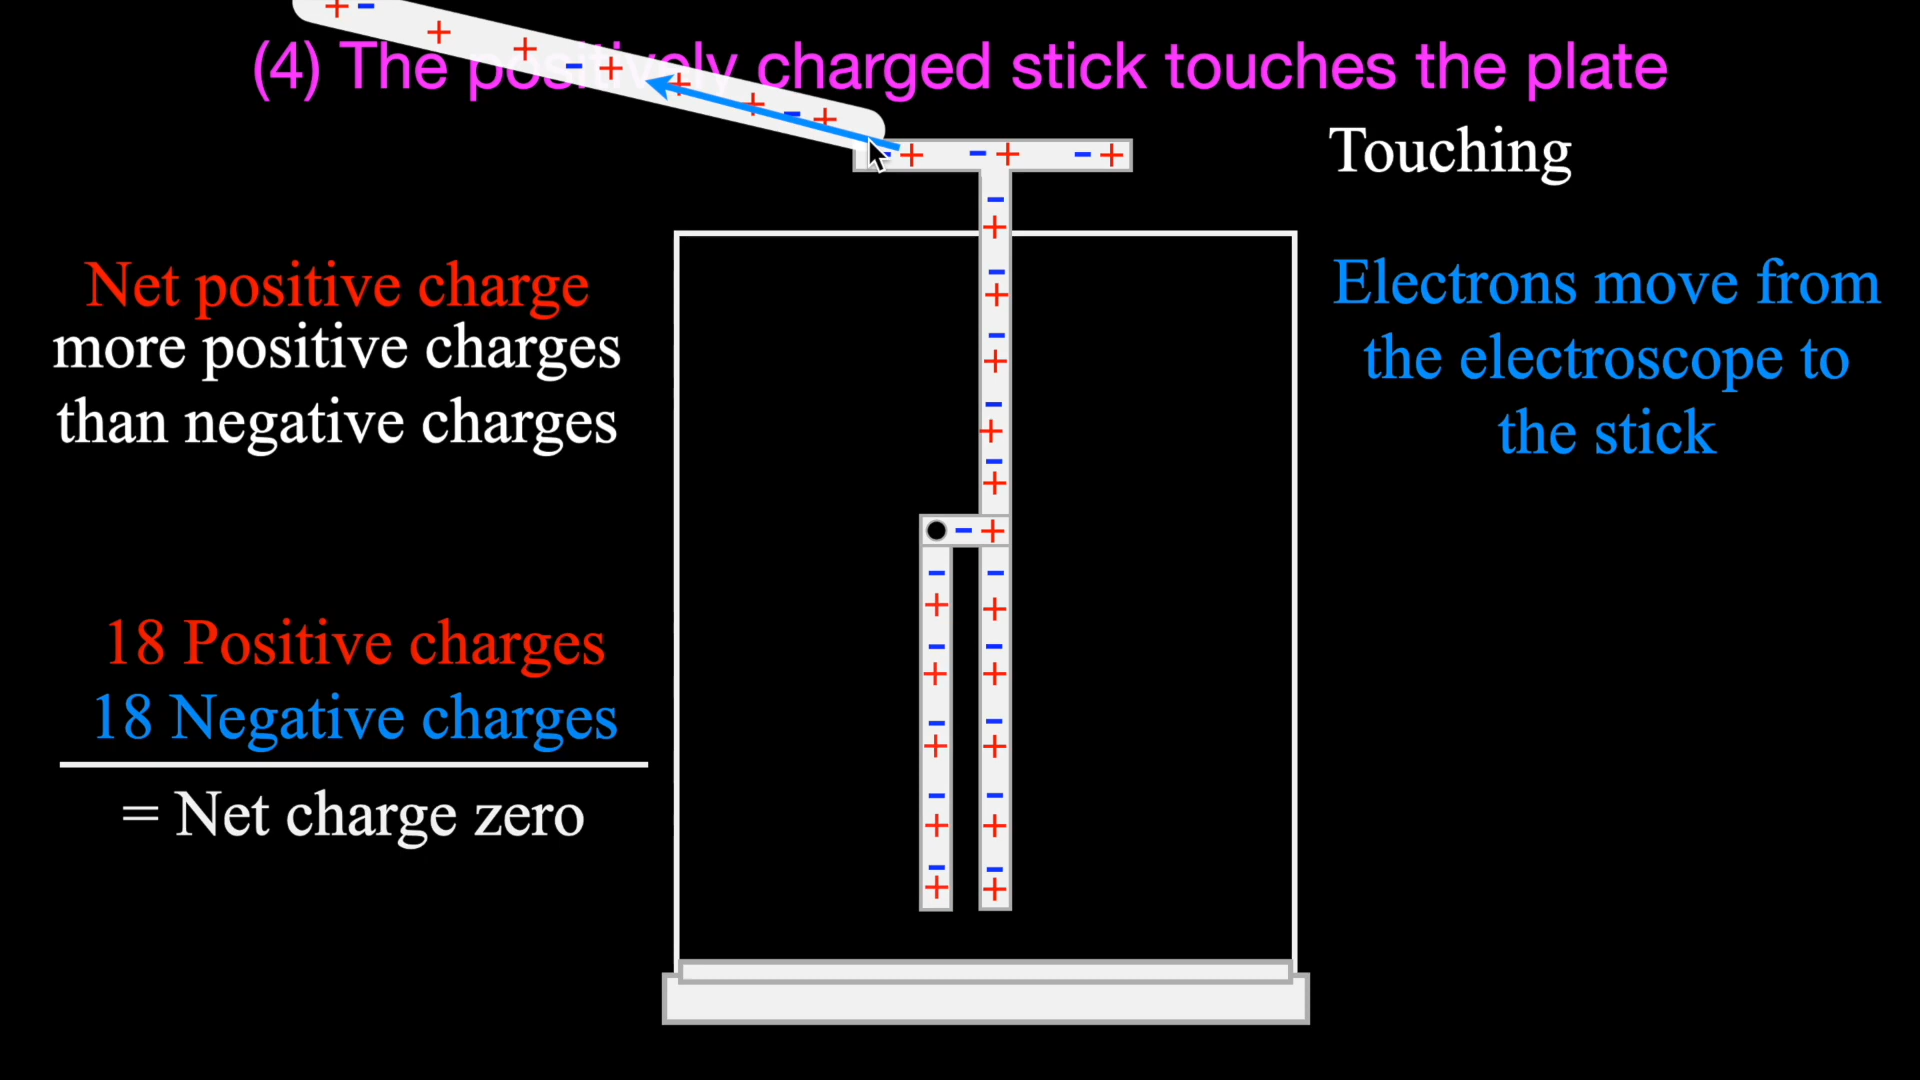 (4) The positively charged stick touches the plate
Touching
Net positive charge
more positive charges
than negative charges
Electrons move from
the electroscope to
the stick
18 Positive charges
18 Negative charges
= Net charge zero